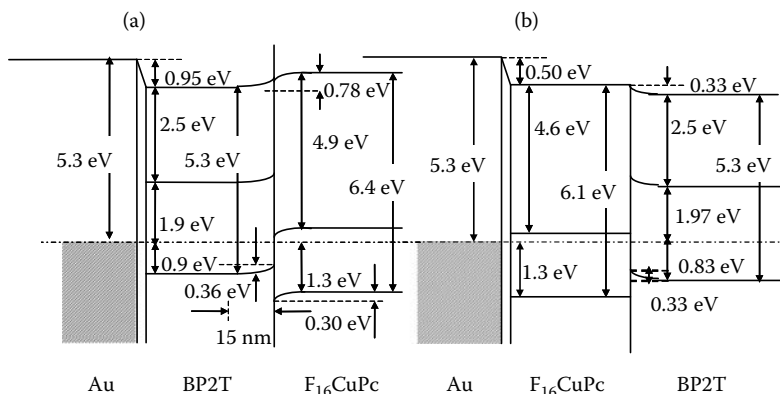 (a)
(b)
0.95 eV
0.78 eV
2.5 eV
4.9 eV
5.3 eV
5.3 eV
6.4 eV
1.9 eV
0.9 eV
0.36 eV
1.3 eV
15 nm
0.30 eV
Au
BP2T
F₁₆CuPc
0.50 eV
0.33 eV
4.6 eV
2.5 eV
5.3 eV
5.3 eV
6.1 eV
1.97 eV
1.3 eV
0.83 eV
0.33 eV
Au
F₁₆CuPc
BP2T